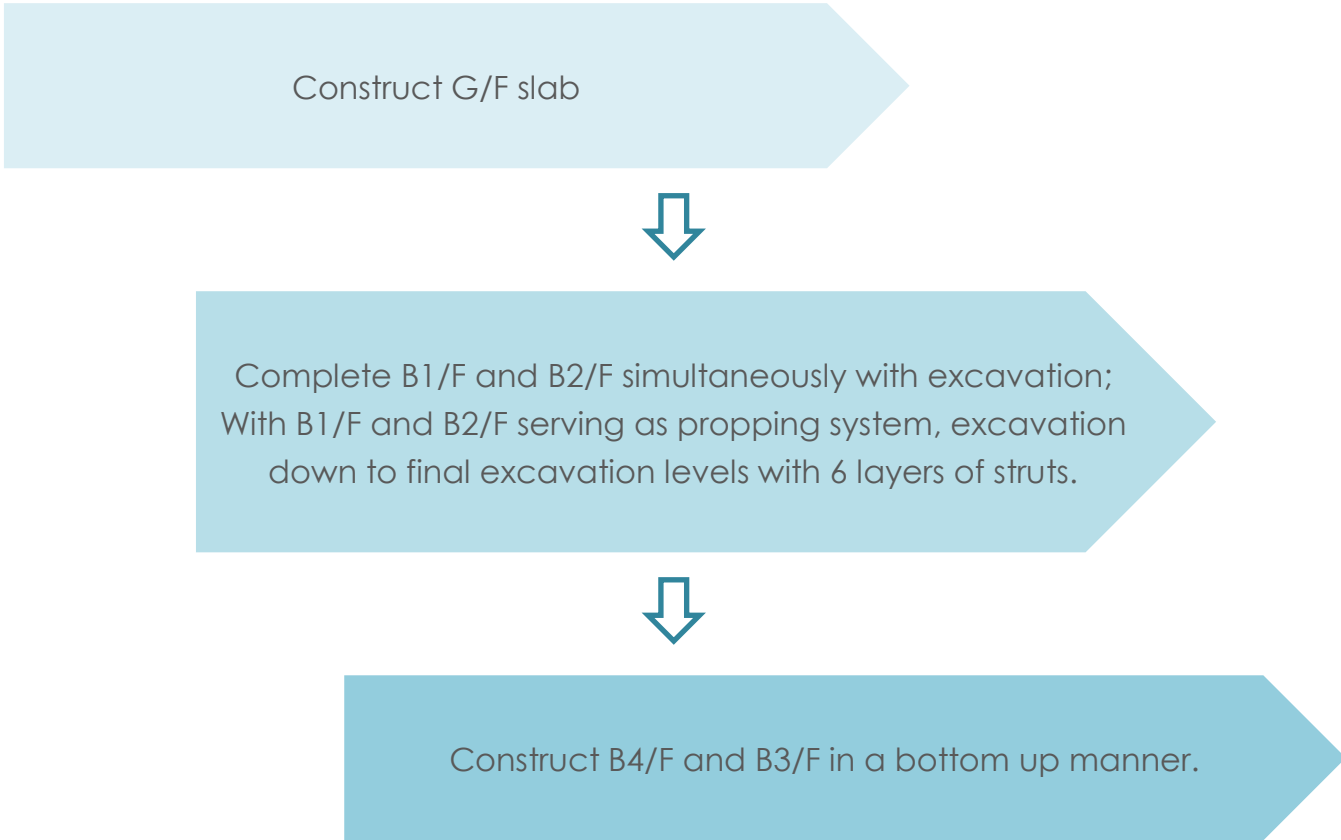 Construct G/F slab
Complete B1/F and B2/F simultaneously with excavation;
With B1/F and B2/F serving as propping system, excavation
down to final excavation levels with 6 layers of struts.
Construct B4/F and B3/F in a bottom up manner.